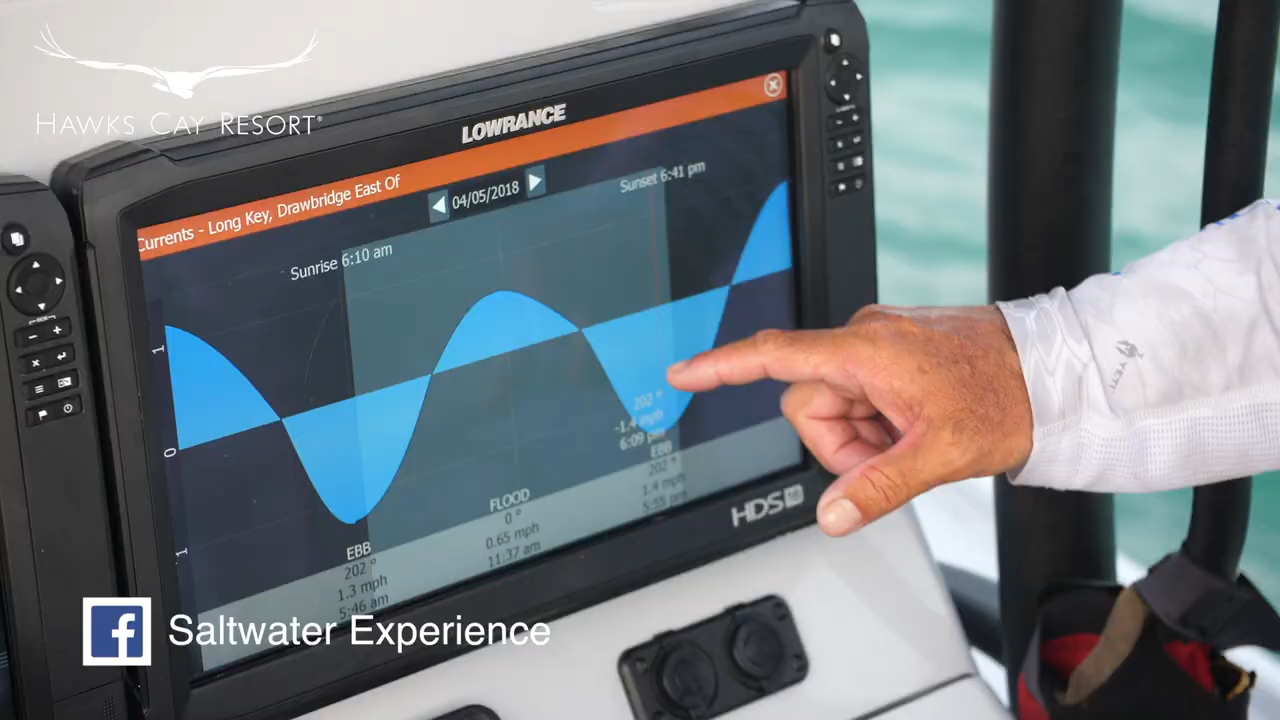 HAWKS CAY RESORT®
LOWRANCE
Currents - Long Key, Drawbridge East Of
04/05/2018
Sunrise 6:10 am
Sunset 6:41 pm
1
0
1
202 °
-1.4 mph
6:09 pm
EBB
202 °
1.3 mph
5:46 am
FLOOD
0 °
0.65 mph
11:37 am
EBB
202 °
1.4 mph
5:55 pm
HDS 16
YETI
f
Saltwater Experience